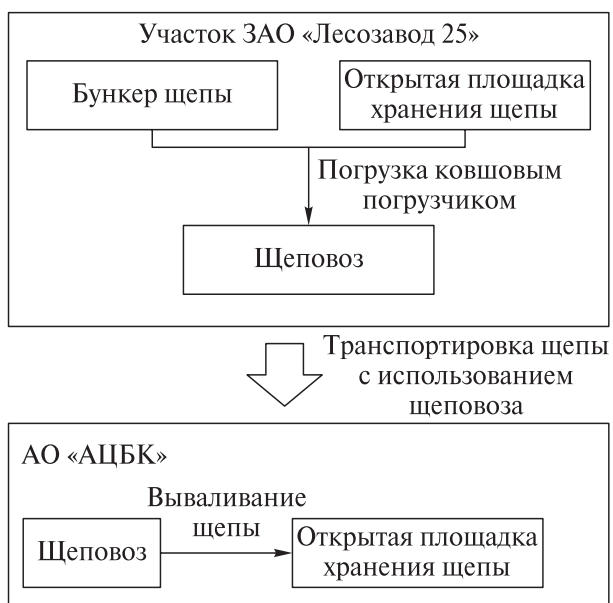 Участок ЗАО «Лесозавод 25»
Бункер щепы
Открытая площадка
хранения щепы
Погрузка ковшовым
погрузчиком
Щеповоз
Транспортировка щепы
с использованием
щеповоза
АО «АЦБК»
Вываливание
щепы
Щеповоз
Открытая площадка
хранения щепы